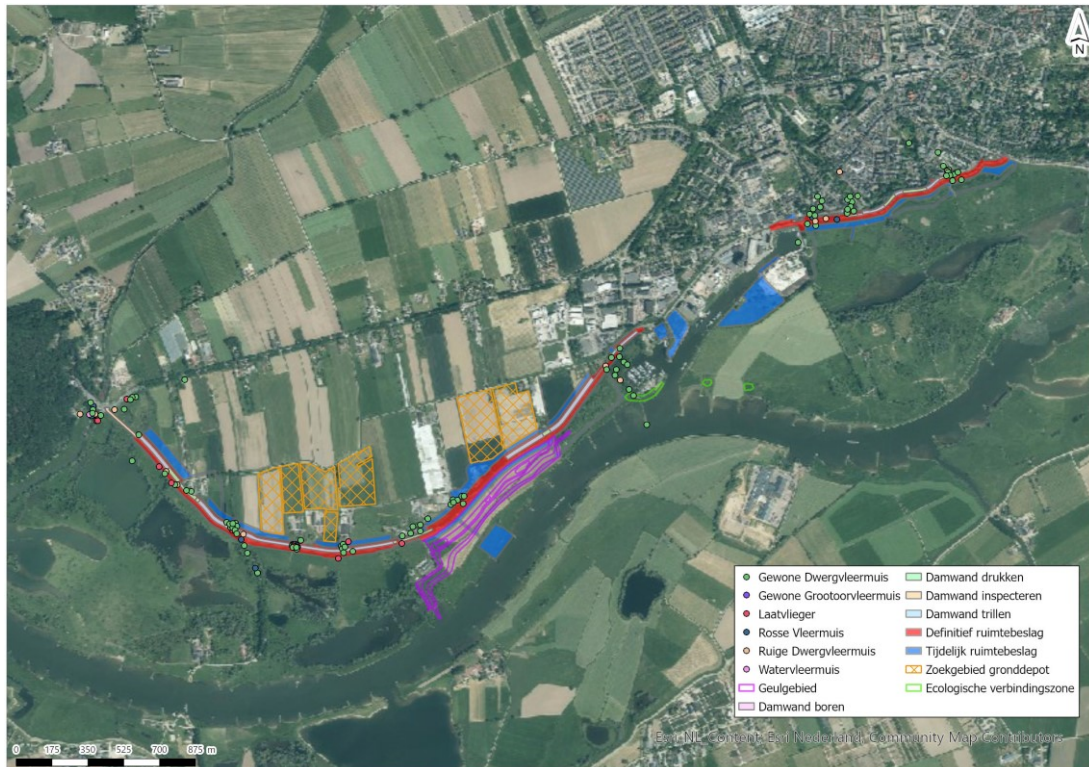 N
Gewone Dwergvleermuis
Gewone Grootoorvleermuis
Laatvlieger
Rosse Vleermuis
Ruige Dwergvleermuis
Watervleermuis
Geulgebied
Damwand boren
Damwand drukken
Damwand inspecteren
Damwand trillen
Definitief ruimtebeslag
Tijdelijk ruimtebeslag
Zoekgebied gronddepot
Ecologische verbindingszone
0 175 350 525 700 875 m
Esri NL Content, Esri Nederland, Community Map Contributors